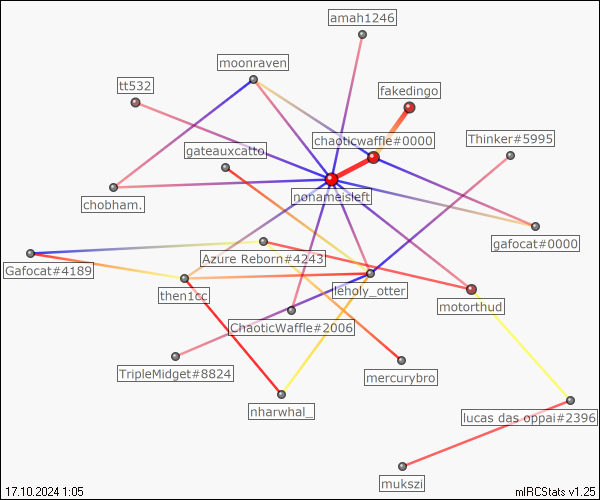 amah1246
moonraven
tt532
fakedingo
chaoticwaffle#0000
Thinker#5995
gateauxcatto
nonameisleft
chobham.
gafocat#0000
Azure Reborn#4243
Gafocat#4189
then1cc
leholy_otter
motorthud
ChaoticWaffle#2006
TripleMidget#8824
mercurybro
nharwhal_
lucas das oppai#2396
mukszi
17.10.2024 1:05
mIRCStats v1.25